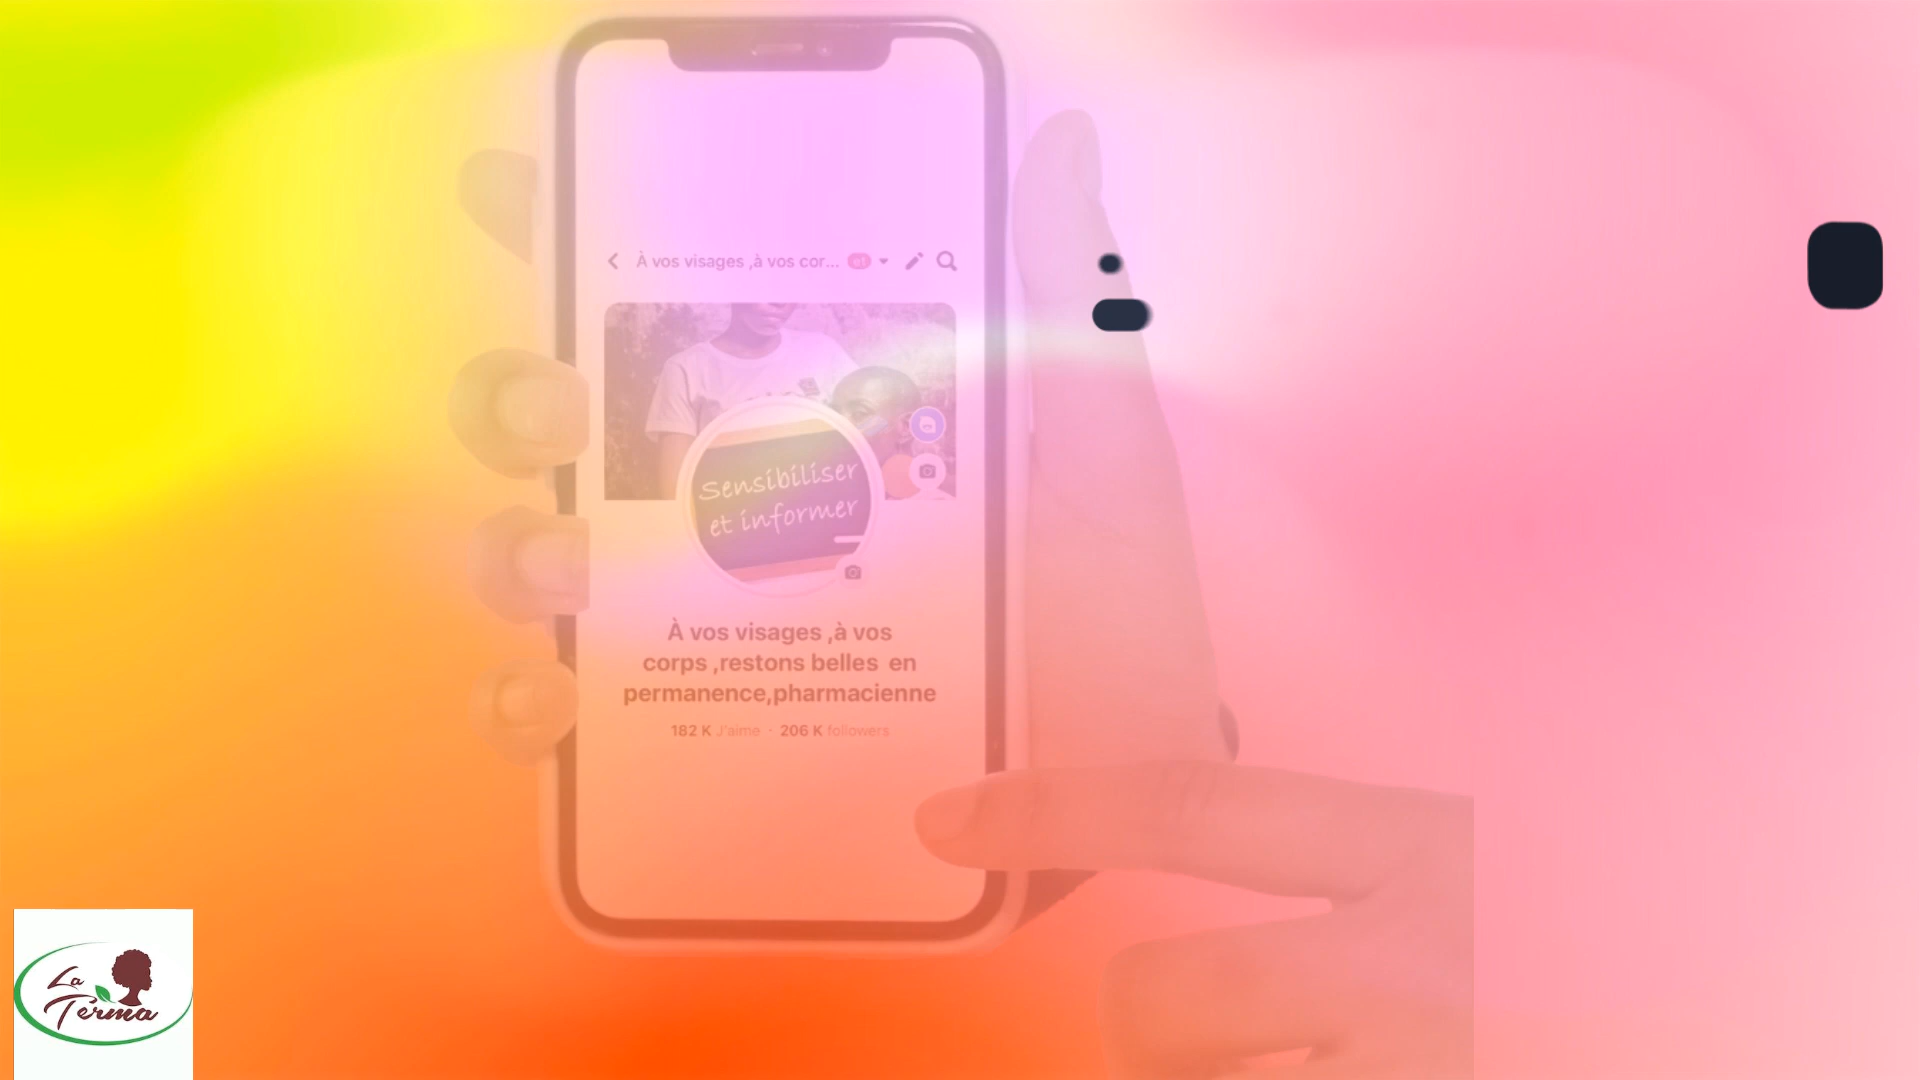 À vos visages ,à vos cor...
Sensibiliser
et informer
À vos visages ,à vos
corps ,restons belles en
permanence,pharmacienne
182 K J'aime · 206 K followers
La
Terma